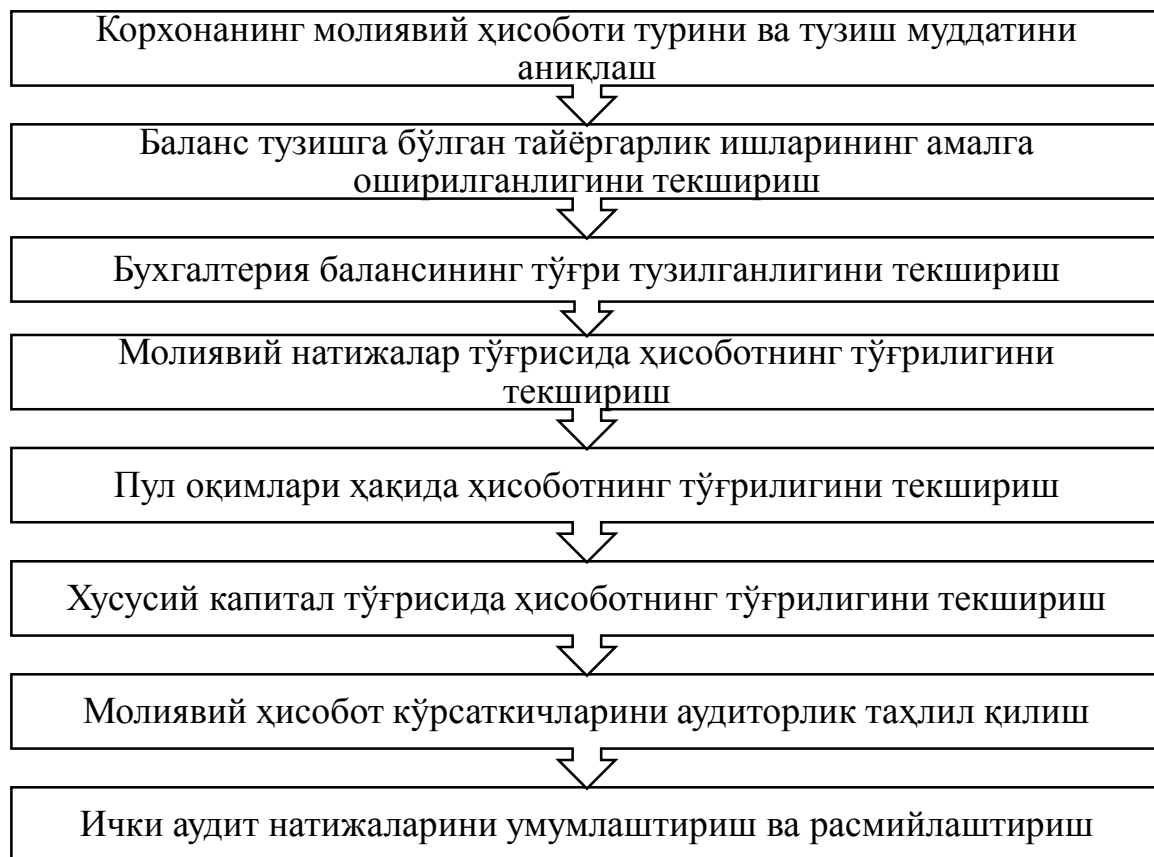 Корхонанинг молиявий ҳисоботи турини ва тузиш муддатини
аниқлаш
Баланс тузишга бўлган тайёргарлик ишларининг амалга
оширилганлигини текшириш
Бухгалтерия балансининг тўғри тузилганлигини текшириш
Молиявий натижалар тўғрисида ҳисоботнинг тўғрилигини
текшириш
Пул оқимлари ҳақида ҳисоботнинг тўғрилигини текшириш
Хусусий капитал тўғрисида ҳисоботнинг тўғрилигини текшириш
Молиявий ҳисобот кўрсаткичларини аудиторлик таҳлил қилиш
Ички аудит натижаларини умумлаштириш ва расмийлаштириш